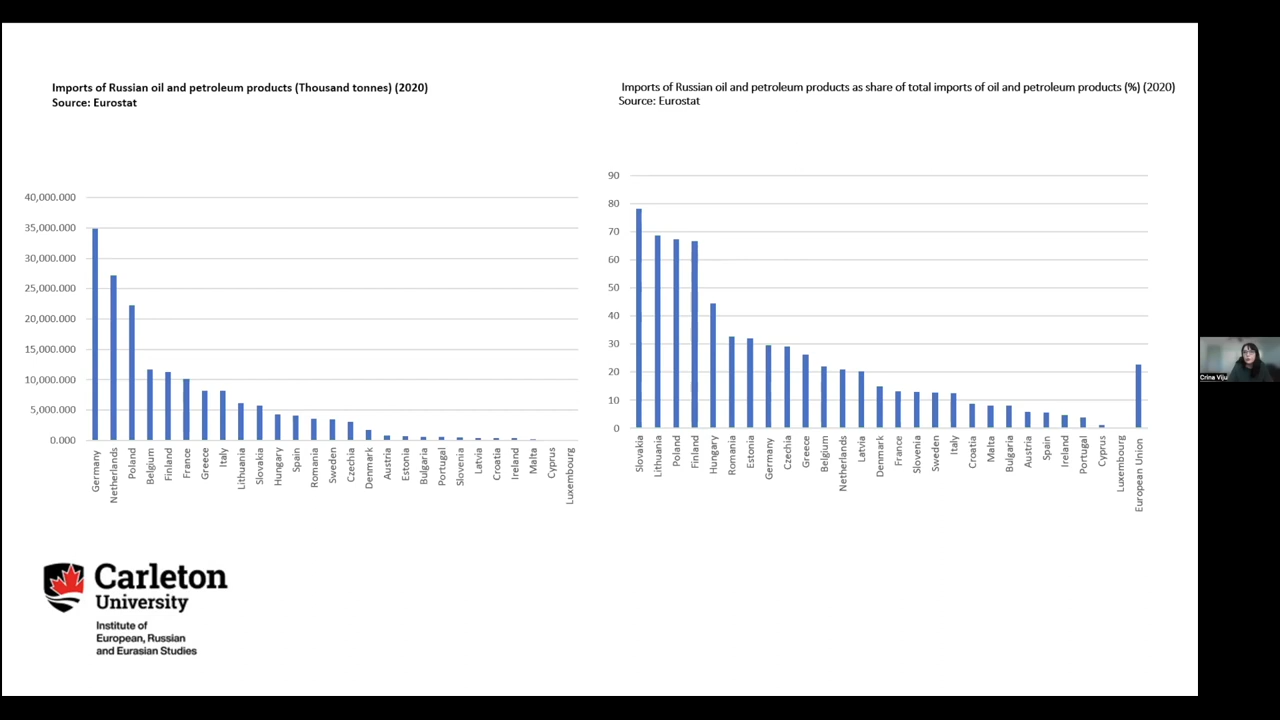 Imports of Russian oil and petroleum products (Thousand tonnes) (2020)
Source: Eurostat
40,000.000
35,000.000
30,000.000
25,000.000
20,000.000
15,000.000
10,000.000
5,000.000
0.000
Germany
Netherlands
Poland
Belgium
Finland
France
Greece
Italy
Lithuania
Slovakia
Hungary
Spain
Romania
Sweden
Czechia
Denmark
Austria
Estonia
Bulgaria
Portugal
Slovenia
Latvia
Croatia
Ireland
Malta
Cyprus
Luxembourg
Imports of Russian oil and petroleum products as share of total imports of oil and petroleum products (%) (2020)
Source: Eurostat
90
80
70
60
50
40
30
20
10
0
Slovakia
Lithuania
Poland
Finland
Hungary
Romania
Estonia
Germany
Czechia
Greece
Belgium
Netherlands
Latvia
Denmark
France
Slovenia
Sweden
Italy
Croatia
Malta
Bulgaria
Austria
Spain
Ireland
Portugal
Cyprus
Luxembourg
European Union
Carleton
University
Institute of
European, Russian
and Eurasian Studies
Crina Viju